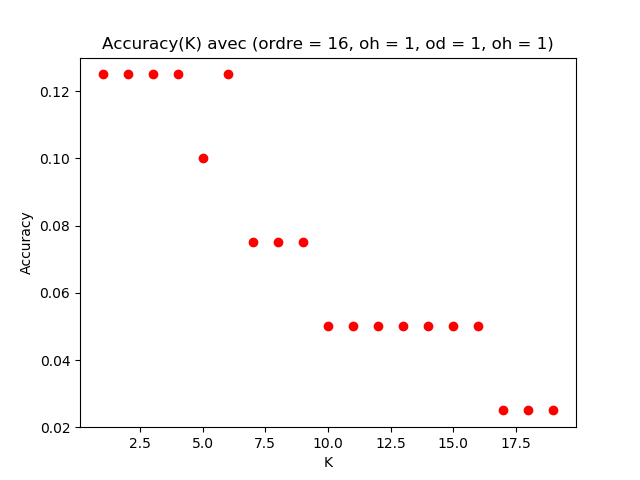 Accuracy(K) avec (ordre = 16, oh = 1, od = 1, oh = 1)
0.12
0.10
0.08
0.06
0.04
0.02
Accuracy
2.5 5.0 7.5 10.0 12.5 15.0 17.5
K